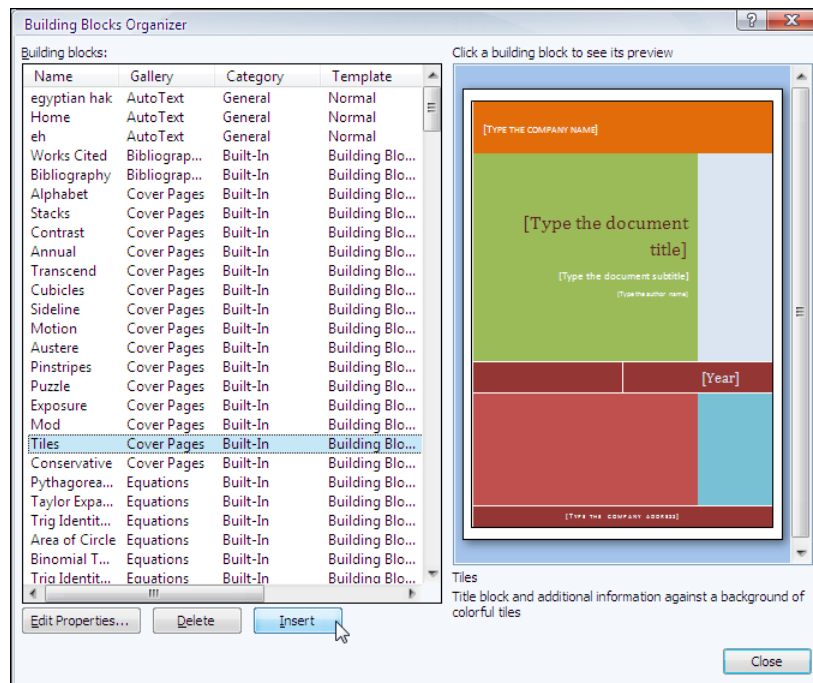 Building Blocks Organizer
Building blocks:
Name Gallery Category Template
egyptian hak AutoText General Normal
Home AutoText General Normal
eh AutoText General Normal
Works Cited Bibliograp... Built-In Building Blo...
Bibliography Bibliograp... Built-In Building Blo...
Alphabet Cover Pages Built-In Building Blo...
Stacks Cover Pages Built-In Building Blo...
Contrast Cover Pages Built-In Building Blo...
Annual Cover Pages Built-In Building Blo...
Transcend Cover Pages Built-In Building Blo...
Cubicles Cover Pages Built-In Building Blo...
Sideline Cover Pages Built-In Building Blo...
Motion Cover Pages Built-In Building Blo...
Austere Cover Pages Built-In Building Blo...
Pinstripes Cover Pages Built-In Building Blo...
Puzzle Cover Pages Built-In Building Blo...
Exposure Cover Pages Built-In Building Blo...
Mod Cover Pages Built-In Building Blo...
Tiles Cover Pages Built-In Building Blo...
Conservative Cover Pages Built-In Building Blo...
Pythagorea... Equations Built-In Building Blo...
Taylor Expa... Equations Built-In Building Blo...
Trig Identit... Equations Built-In Building Blo...
Area of Circle Equations Built-In Building Blo...
Binomial T... Equations Built-In Building Blo...
Trig Identit... Equations Built-In Building Blo...
Edit Properties... Delete Insert
Click a building block to see its preview
[TYPE THE COMPANY NAME]
[Type the document
title]
[Type the document subtitle]
[Type the author name]
[Year]
[TYPE THE COMPANY ADDRESS]
Tiles
Title block and additional information against a background of
colorful tiles
Close